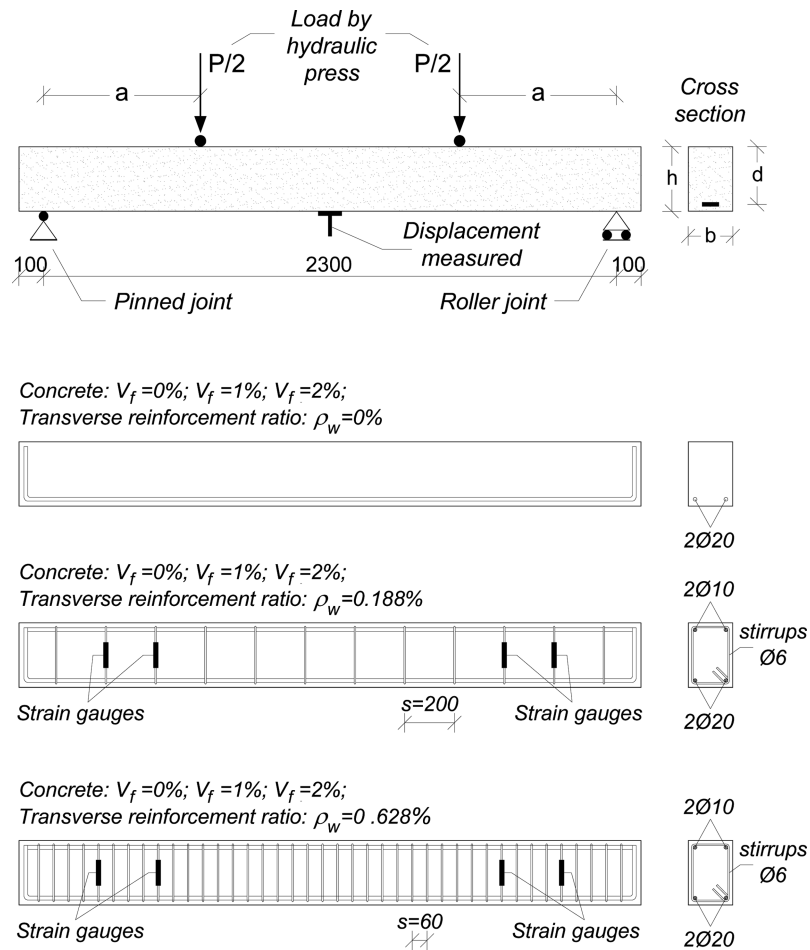 Load by
hydraulic
press
P/2
P/2
a
a
Cross
section
h
d
b
Displacement
measured
100
2300
100
Pinned joint
Roller joint
Concrete: V_f =0%; V_f =1%; V_f =2%;
Transverse reinforcement ratio: ρ_w=0%
2Ø20
Concrete: V_f =0%; V_f =1%; V_f =2%;
Transverse reinforcement ratio: ρ_w=0.188%
2Ø10
stirrups
Ø6
Strain gauges
s=200
Strain gauges
2Ø20
Concrete: V_f =0%; V_f =1%; V_f =2%;
Transverse reinforcement ratio: ρ_w=0 .628%
2Ø10
stirrups
Ø6
Strain gauges
s=60
Strain gauges
2Ø20